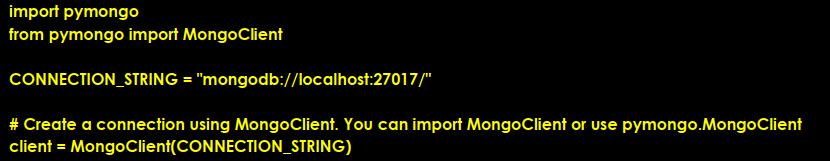 import pymongo
from pymongo import MongoClient
CONNECTION_STRING = "mongodb://localhost:27017/"
# Create a connection using MongoClient. You can import MongoClient or use pymongo.MongoClient
client = MongoClient(CONNECTION_STRING)